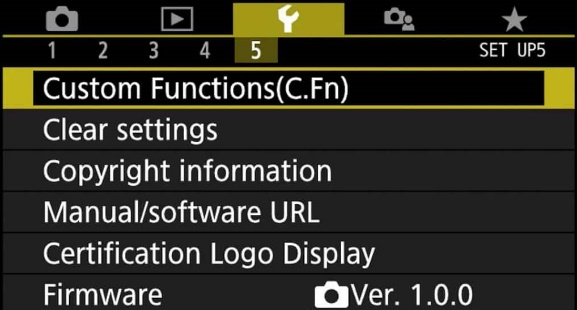 1 2 3 4 5 SET UP5
Custom Functions(C.Fn)
Clear settings
Copyright information
Manual/software URL
Certification Logo Display
Firmware Ver. 1.0.0